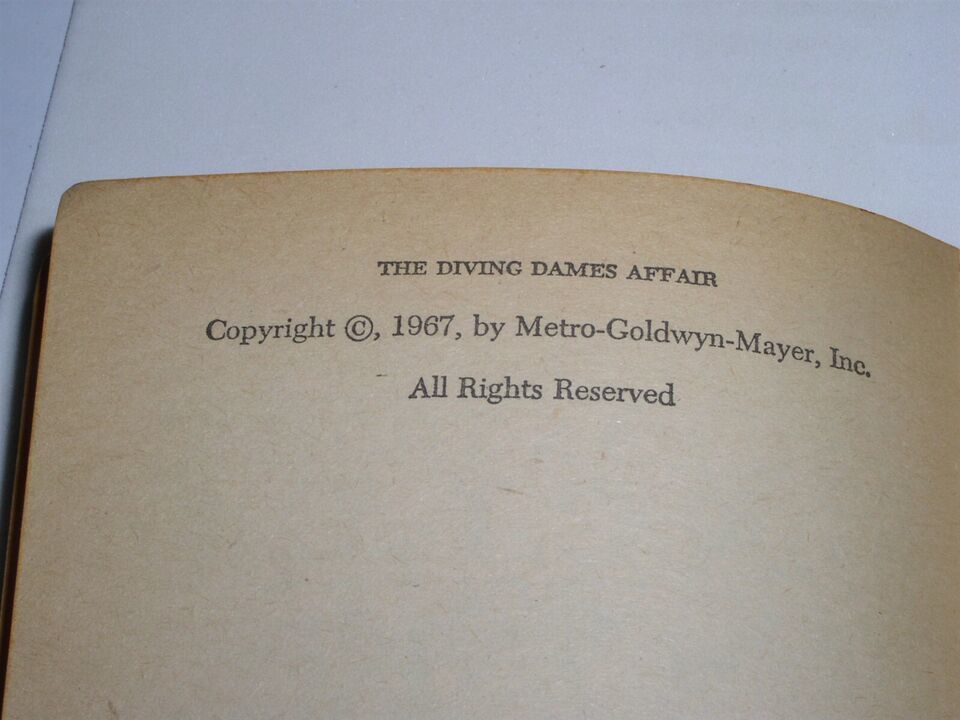 THE DIVING DAMES AFFAIR
Copyright ©, 1967, by Metro-Goldwyn-Mayer, Inc.
All Rights Reserved